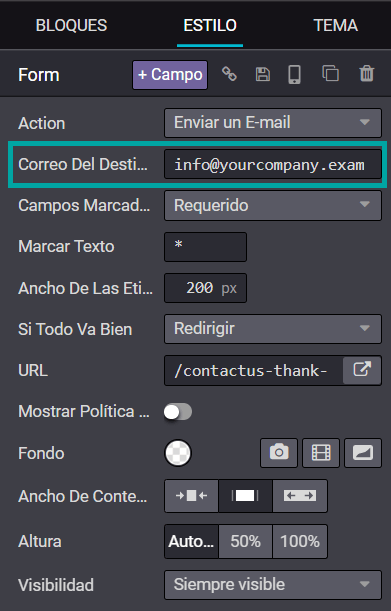 BLOQUES ESTILO TEMA
Form + Campo
Action Enviar un E-mail
Correo Del Desti... info@yourcompany.exam
Campos Marcad... Requerido
Marcar Texto *
Ancho De Las Eti... 200 px
Si Todo Va Bien Redirigir
URL /contactus-thank-
Mostrar Política ...
Fondo
Ancho De Conte...
Altura Auto... 50% 100%
Visibilidad Siempre visible